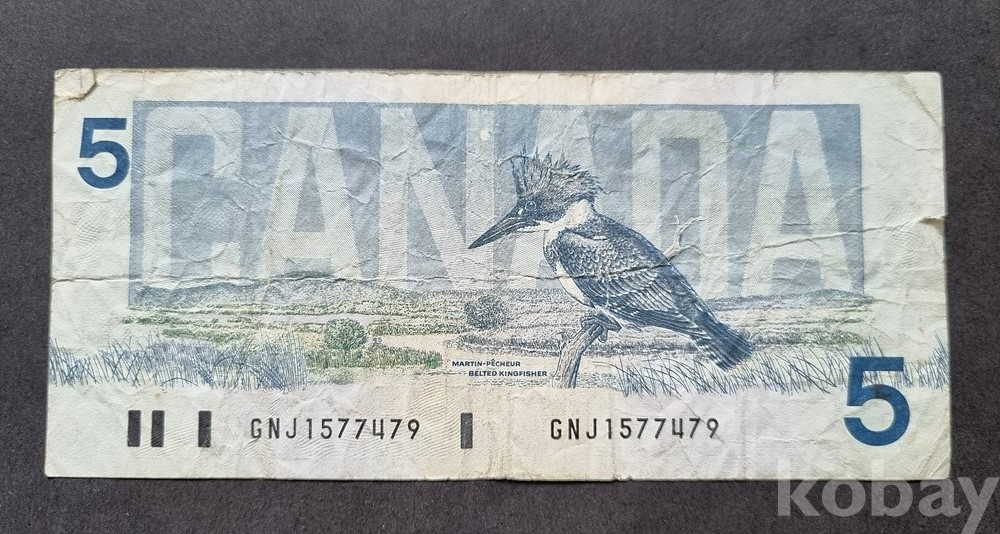 CANADA
5
MARTIN-PÊCHEUR
BELTED KINGFISHER
5
GNJ1577479 GNJ1577479
kobay